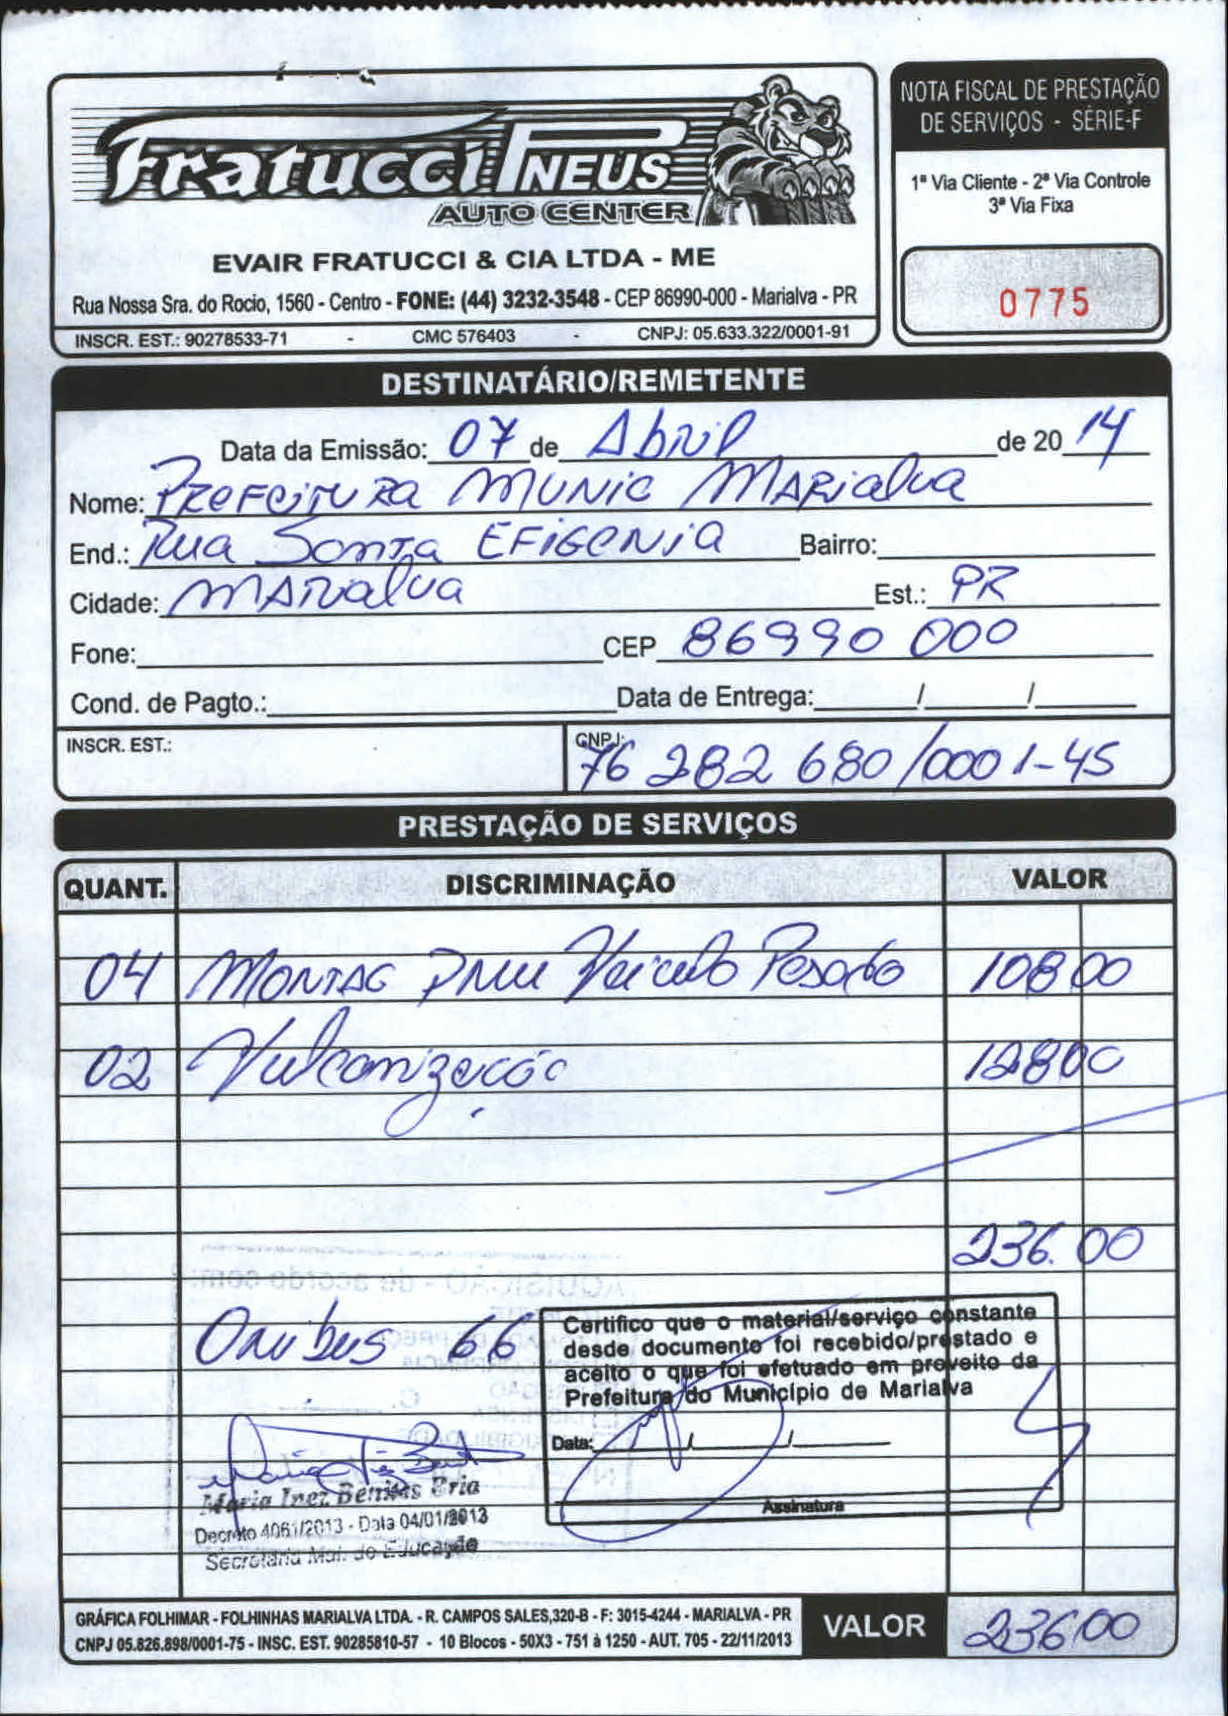 Fratucci PNEUS
AUTO CENTER
EVAIR FRATUCCI & CIA LTDA - ME
Rua Nossa Sra. do Rocio, 1560 - Centro - FONE: (44) 3232-3548 - CEP 86990-000 - Marialva - PR
INSCR. EST.: 90278533-71 - CMC 576403 - CNPJ: 05.633.322/0001-91
NOTA FISCAL DE PRESTAÇÃO
DE SERVIÇOS - SÉRIE-F
1ª Via Cliente - 2ª Via Controle
3ª Via Fixa
0775
DESTINATÁRIO/REMETENTE
Data da Emissão: 07 de Abril de 2014
Nome: Prefeitura Munic Marialva
End.: Rua Santa Efigenia Bairro:
Cidade: Marialva Est.: PR
Fone: CEP 86990 000
Cond. de Pagto.: Data de Entrega: / /
INSCR. EST.: CNPJ: 76 282 680/0001-45
PRESTAÇÃO DE SERVIÇOS
QUANT. DISCRIMINAÇÃO VALOR
04 Montag Pneu Veiculo Pesado 108 00
02 Vulcanização 128 00
236.00
AQUISIÇÃO - de acordo com:
Onibus 66
Certifico que o material/serviço constante
desde documento foi recebido/prestado e
aceito o que foi efetuado em proveito da
Prefeitura do Município de Marialva
Data: / /
Assinatura
Maria Inez Benites Bria
Decreto 4061/2013 - Data 04/01/2013
Secretária Mul. de Educação
GRÁFICA FOLHIMAR - FOLHINHAS MARIALVA LTDA. - R. CAMPOS SALES,320-B - F: 3015-4244 - MARIALVA - PR
CNPJ 05.826.898/0001-75 - INSC. EST. 90285810-57 - 10 Blocos - 50X3 - 751 à 1250 - AUT. 705 - 22/11/2013
VALOR 236 00